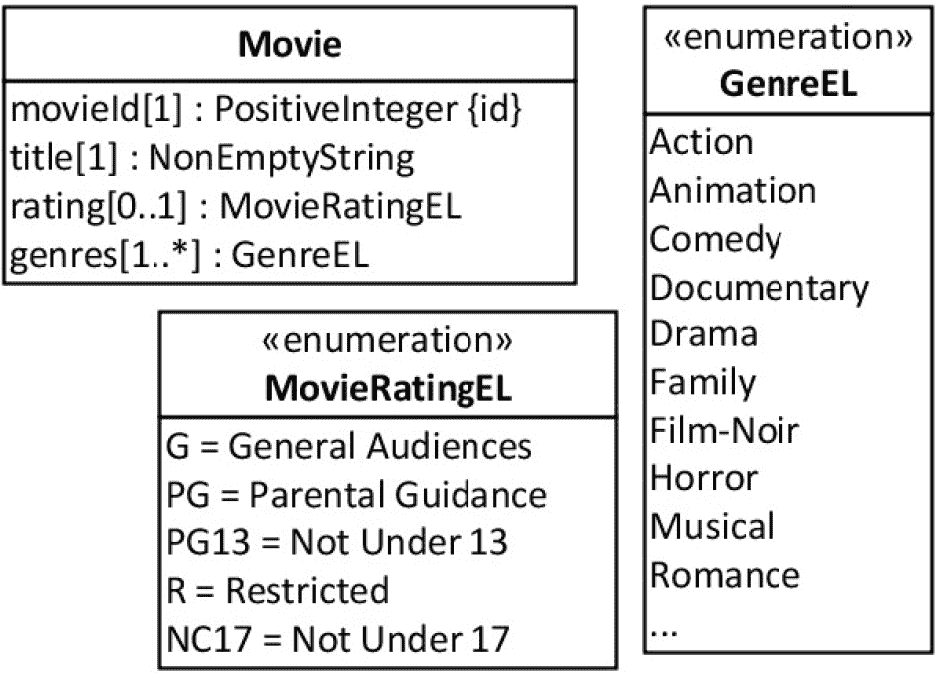 Movie
movieId[1] : PositiveInteger {id}
title[1] : NonEmptyString
rating[0..1] : MovieRatingEL
genres[1..*] : GenreEL
«enumeration»
MovieRatingEL
G = General Audiences
PG = Parental Guidance
PG13 = Not Under 13
R = Restricted
NC17 = Not Under 17
«enumeration»
GenreEL
Action
Animation
Comedy
Documentary
Drama
Family
Film-Noir
Horror
Musical
Romance
...